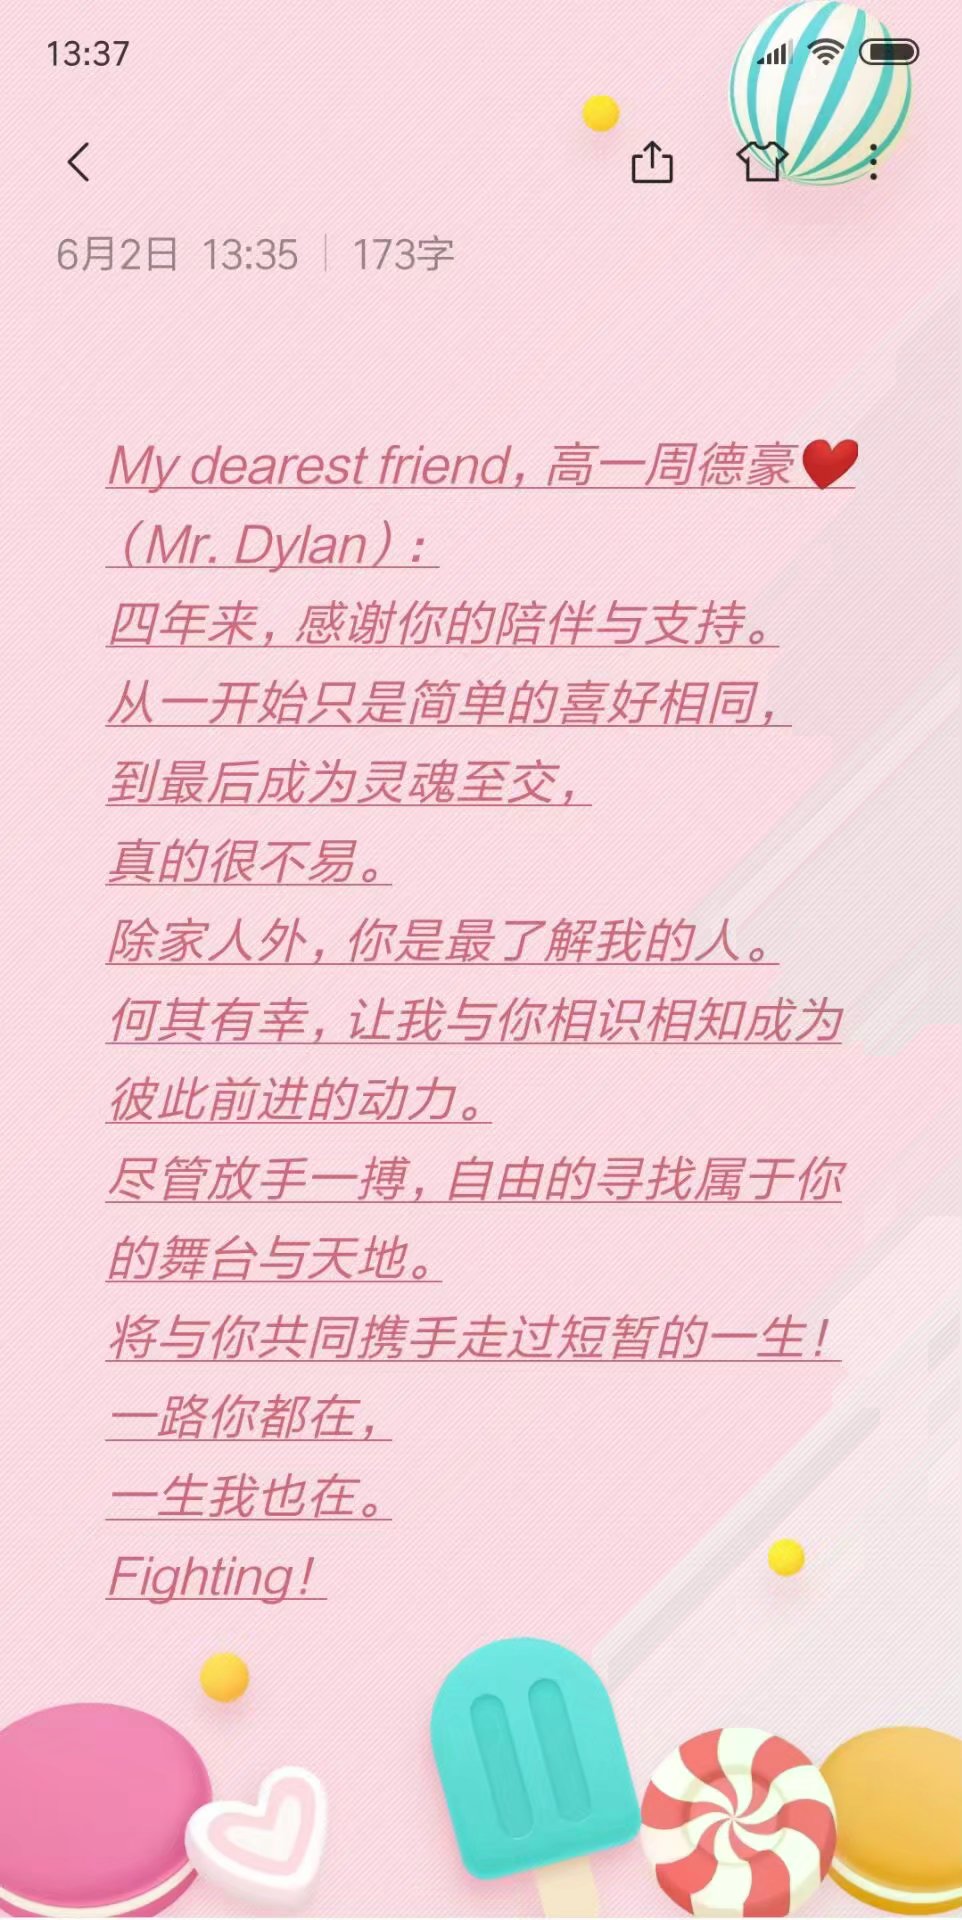 13:37
6月2日 13:35 | 173字
My dearest friend，高一周德豪❤️
（Mr. Dylan）：
四年来，感谢你的陪伴与支持。
从一开始只是简单的喜好相同，
到最后成为灵魂至交，
真的很不易。
除家人外，你是最了解我的人。
何其有幸，让我与你相识相知成为
彼此前进的动力。
尽管放手一搏，自由的寻找属于你
的舞台与天地。
将与你共同携手走过短暂的一生！
一路你都在，
一生我也在。
Fighting！